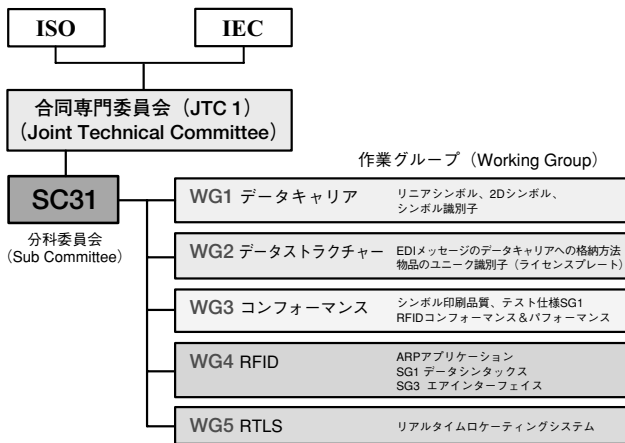 ISO
IEC
合同専門委員会（JTC 1）
（Joint Technical Committee）
作業グループ（Working Group）
SC31
分科委員会
（Sub Committee）
WG1 データキャリア
リニアシンボル、2Dシンボル、
シンボル識別子
WG2 データストラクチャー
EDIメッセージのデータキャリアへの格納方法
物品のユニーク識別子（ライセンスプレート）
WG3 コンフォーマンス
シンボル印刷品質、テスト仕様SG1
RFIDコンフォーマンス＆パフォーマンス
WG4 RFID
ARPアプリケーション
SG1 データシンタックス
SG3 エアインターフェイス
WG5 RTLS
リアルタイムロケーティングシステム